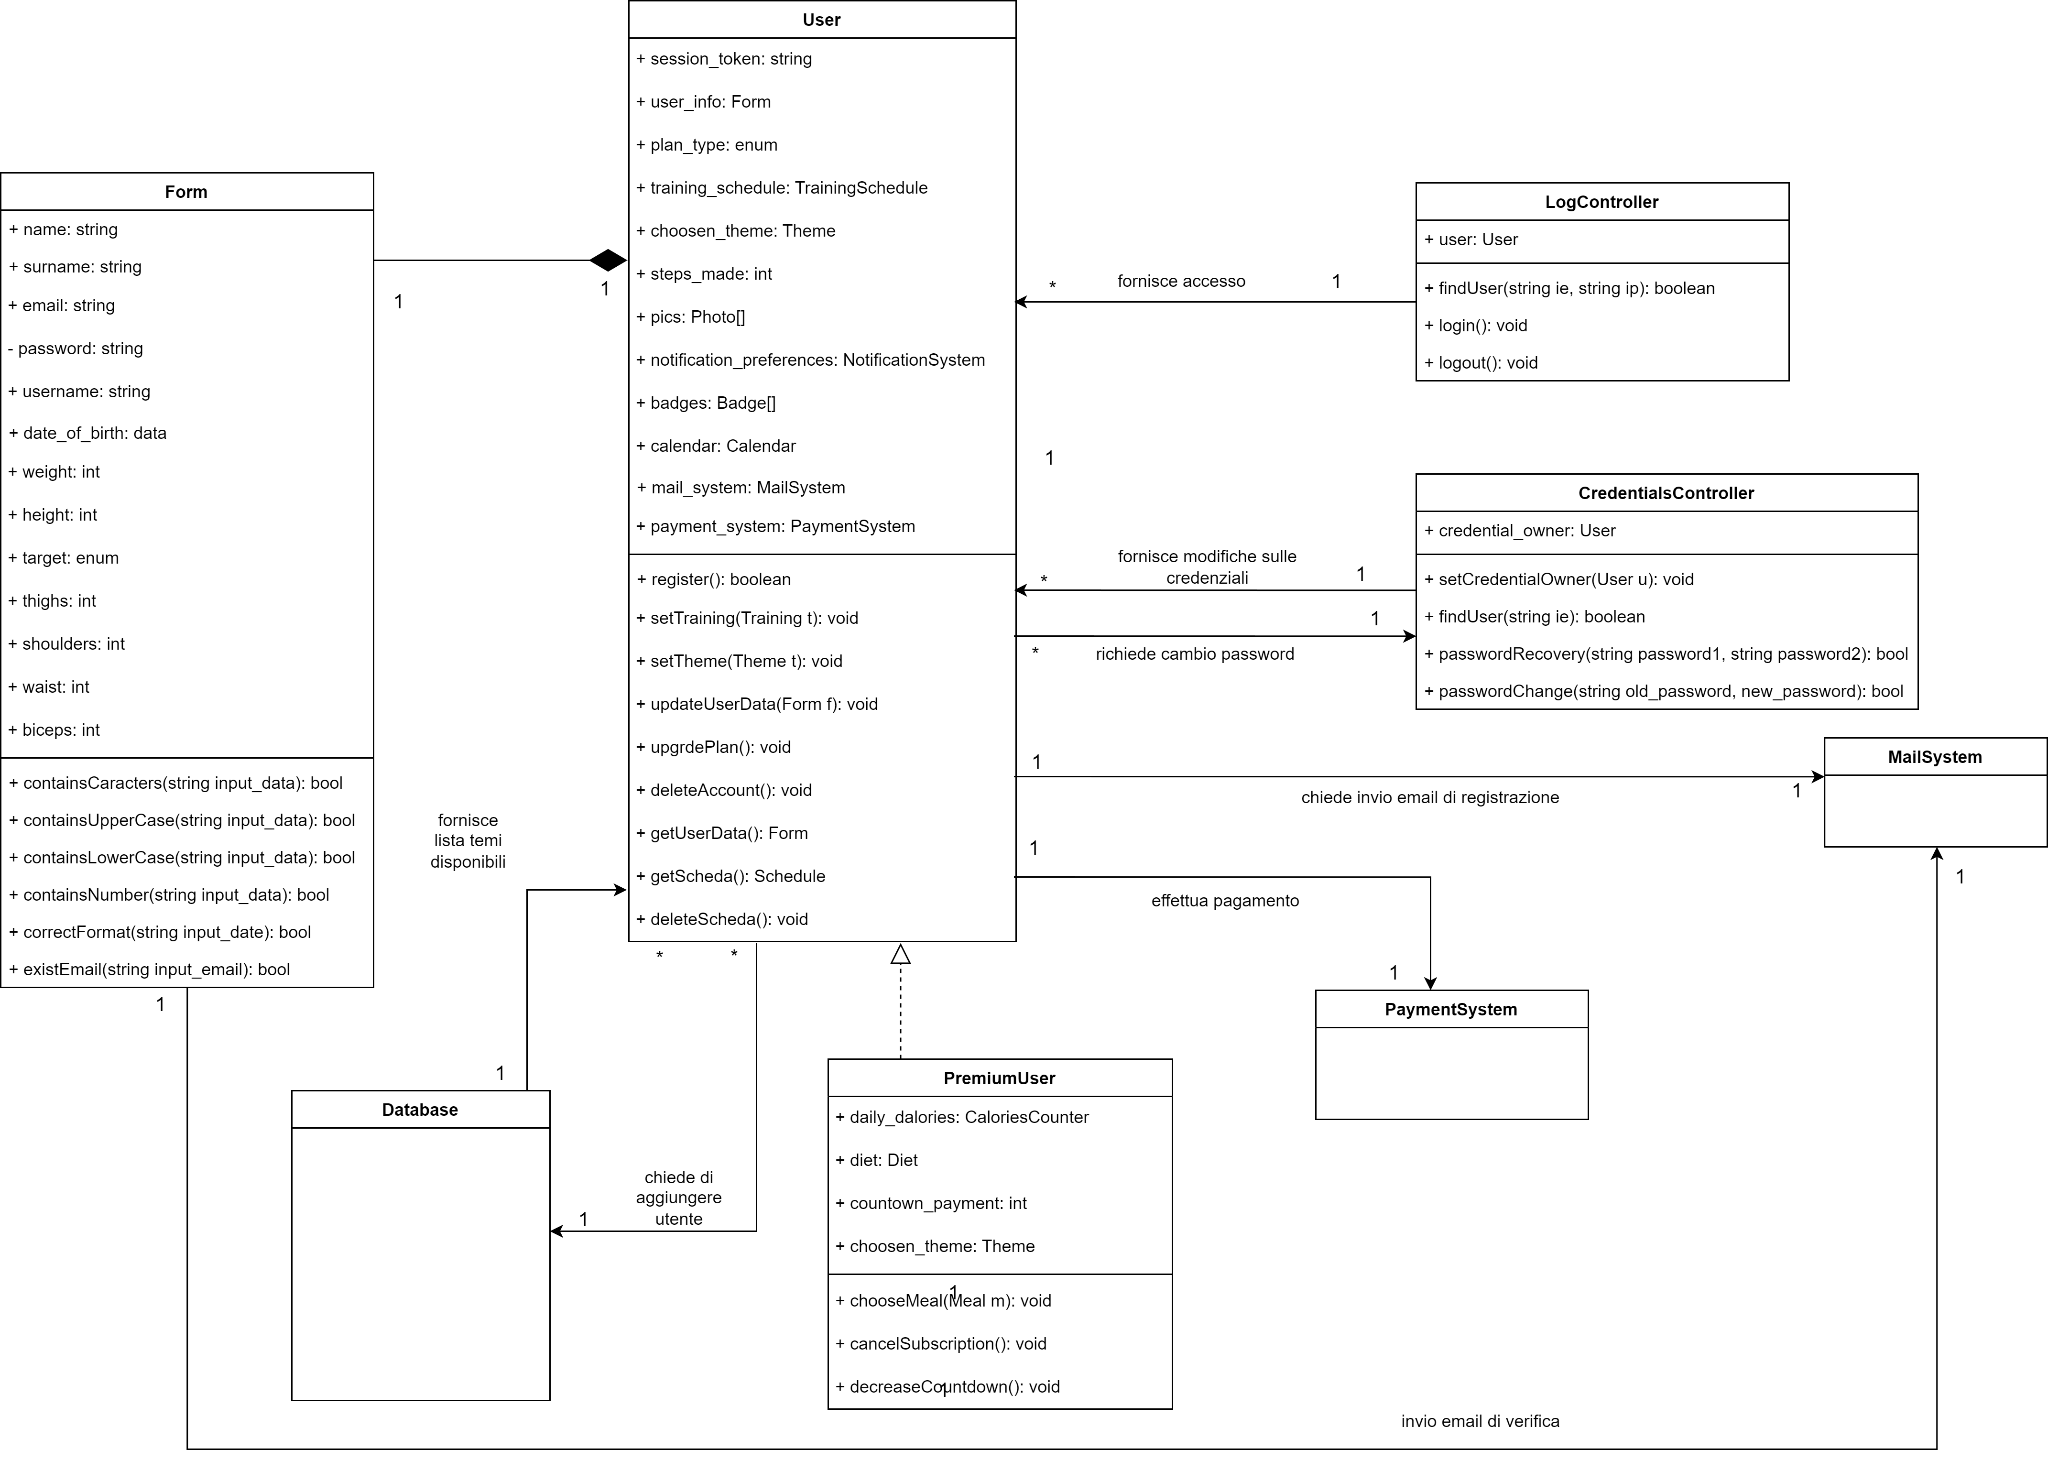 User
+ session_token: string
+ user_info: Form
+ plan_type: enum
+ training_schedule: TrainingSchedule
+ choosen_theme: Theme
+ steps_made: int
+ pics: Photo[]
+ notification_preferences: NotificationSystem
+ badges: Badge[]
+ calendar: Calendar
+ mail_system: MailSystem
+ payment_system: PaymentSystem
+ register(): boolean
+ setTraining(Training t): void
+ setTheme(Theme t): void
+ updateUserData(Form f): void
+ upgrdePlan(): void
+ deleteAccount(): void
+ getUserData(): Form
+ getScheda(): Schedule
+ deleteScheda(): void
Form
+ name: string
+ surname: string
+ email: string
- password: string
+ username: string
+ date_of_birth: data
+ weight: int
+ height: int
+ target: enum
+ thighs: int
+ shoulders: int
+ waist: int
+ biceps: int
+ containsCaracters(string input_data): bool
+ containsUpperCase(string input_data): bool
+ containsLowerCase(string input_data): bool
+ containsNumber(string input_data): bool
+ correctFormat(string input_date): bool
+ existEmail(string input_email): bool
1
1
LogController
+ user: User
+ findUser(string ie, string ip): boolean
+ login(): void
+ logout(): void
*
fornisce accesso
1
1
CredentialsController
+ credential_owner: User
+ setCredentialOwner(User u): void
+ findUser(string ie): boolean
+ passwordRecovery(string password1, string password2): bool
+ passwordChange(string old_password, new_password): bool
fornisce modifiche sulle
credenziali
*
1
1
*
richiede cambio password
MailSystem
1
chiede invio email di registrazione
1
1
effettua pagamento
1
1
PaymentSystem
fornisce
lista temi
disponibili
*
*
1
1
Database
chiede di
aggiungere
utente
1
PremiumUser
+ daily_dalories: CaloriesCounter
+ diet: Diet
+ countown_payment: int
+ choosen_theme: Theme
1
+ chooseMeal(Meal m): void
+ cancelSubscription(): void
+ decreaseCountdown(): void
1
invio email di verifica